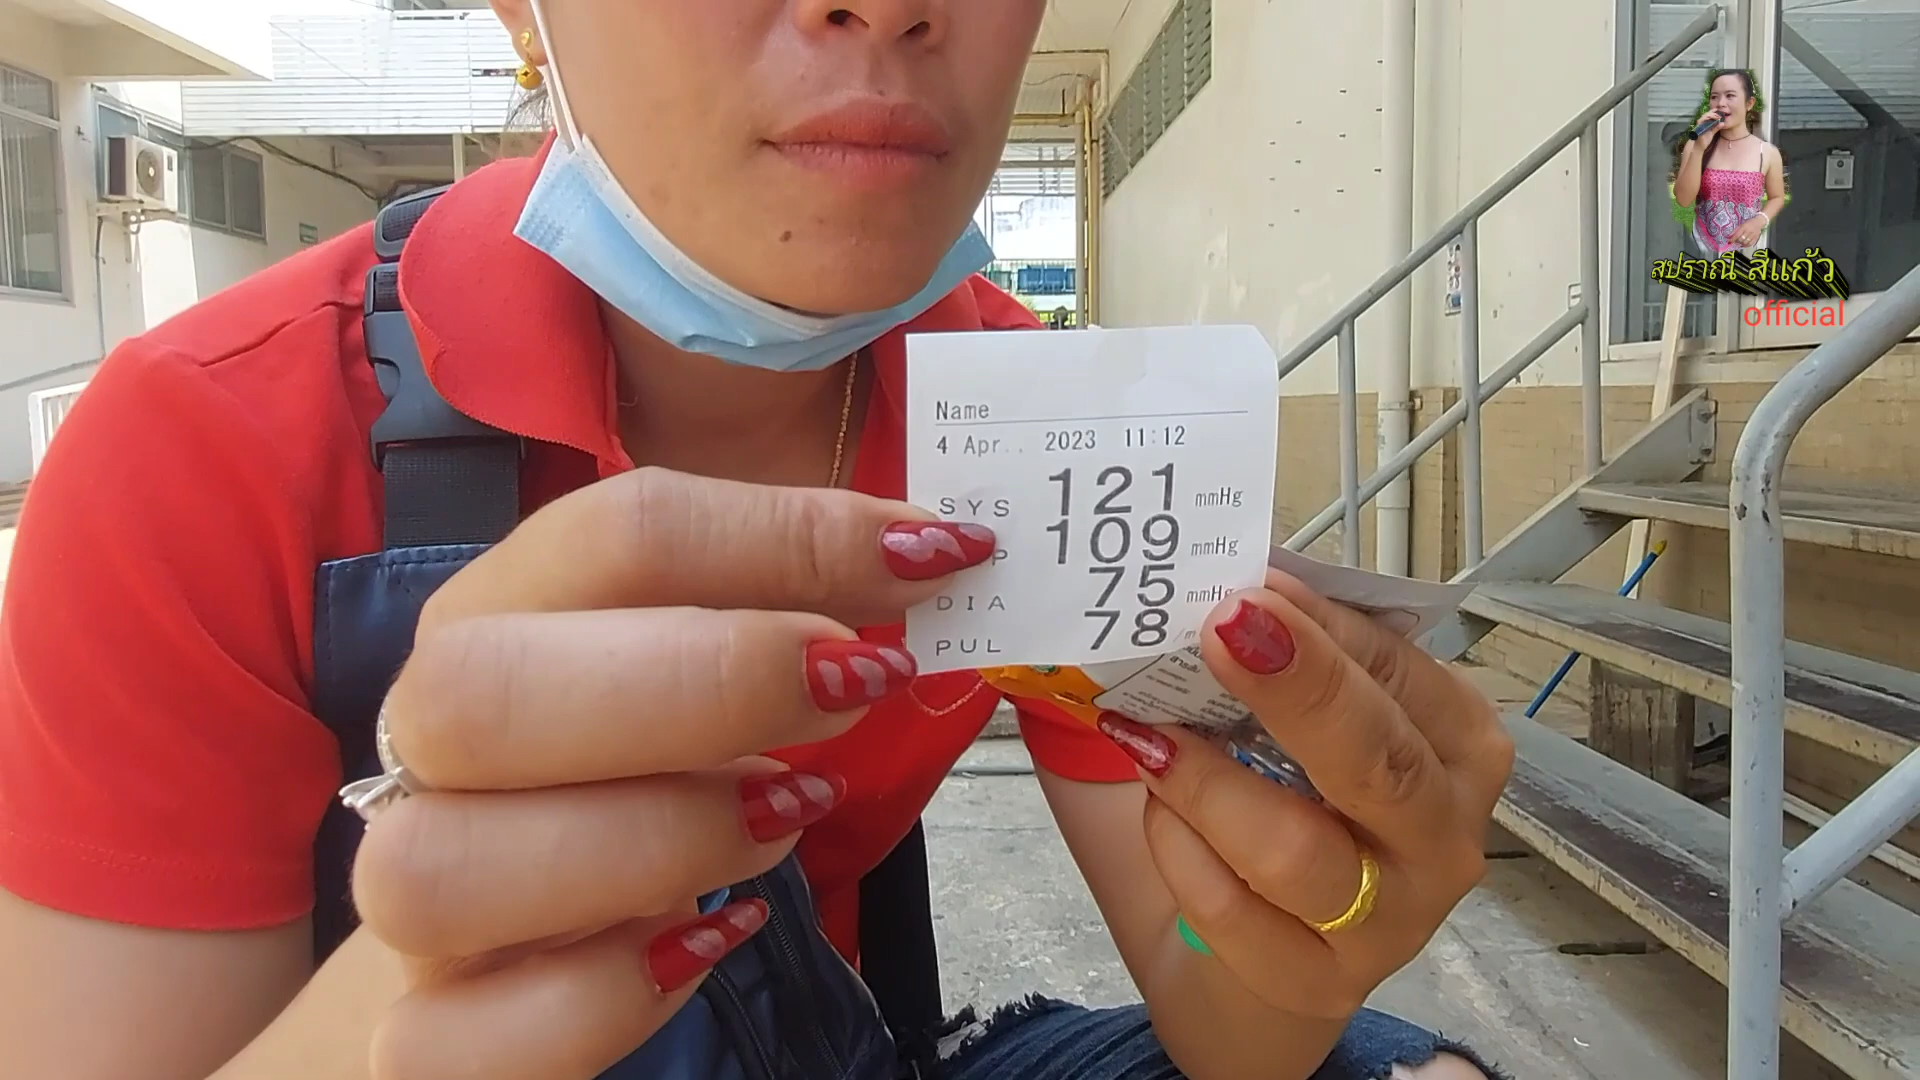 สุปราณี สีแก้ว
official
Name
4 Apr.. 2023 11:12
SYS 121 mmHg
P 109 mmHg
DIA 75 mmHg
PUL 78 /m